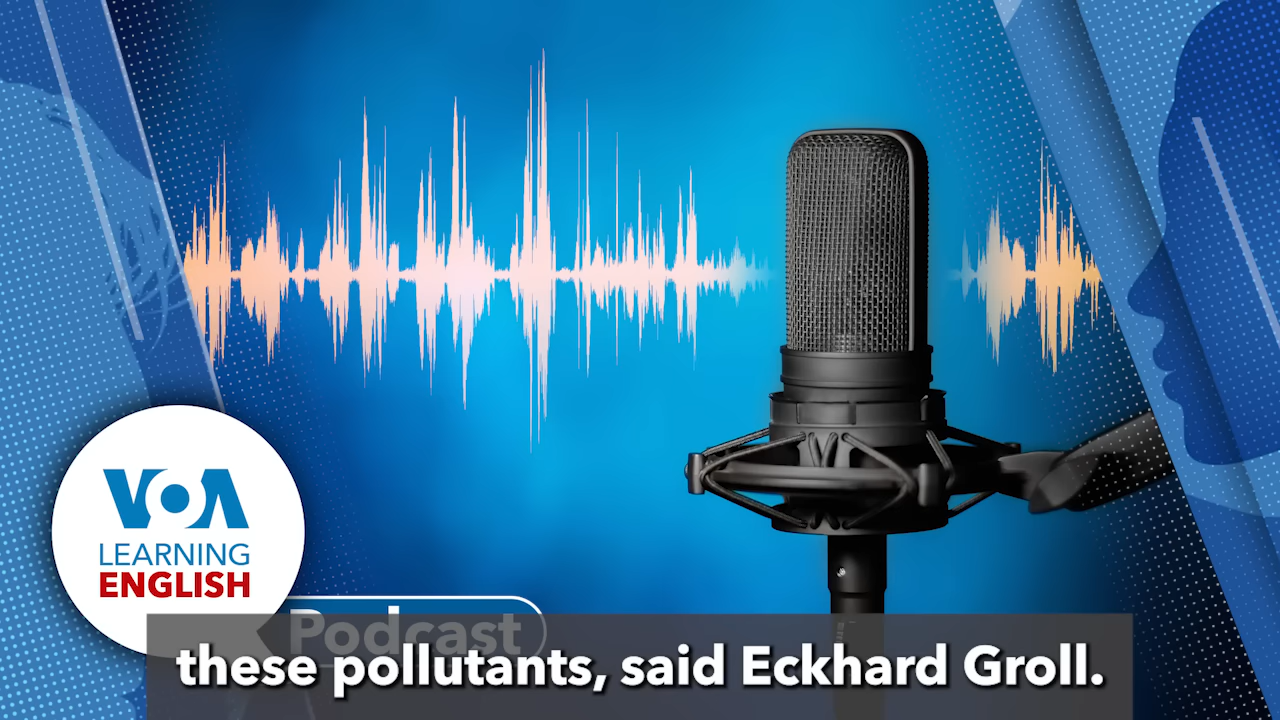 VOA
LEARNING
ENGLISH
Podcast
these pollutants, said Eckhard Groll.